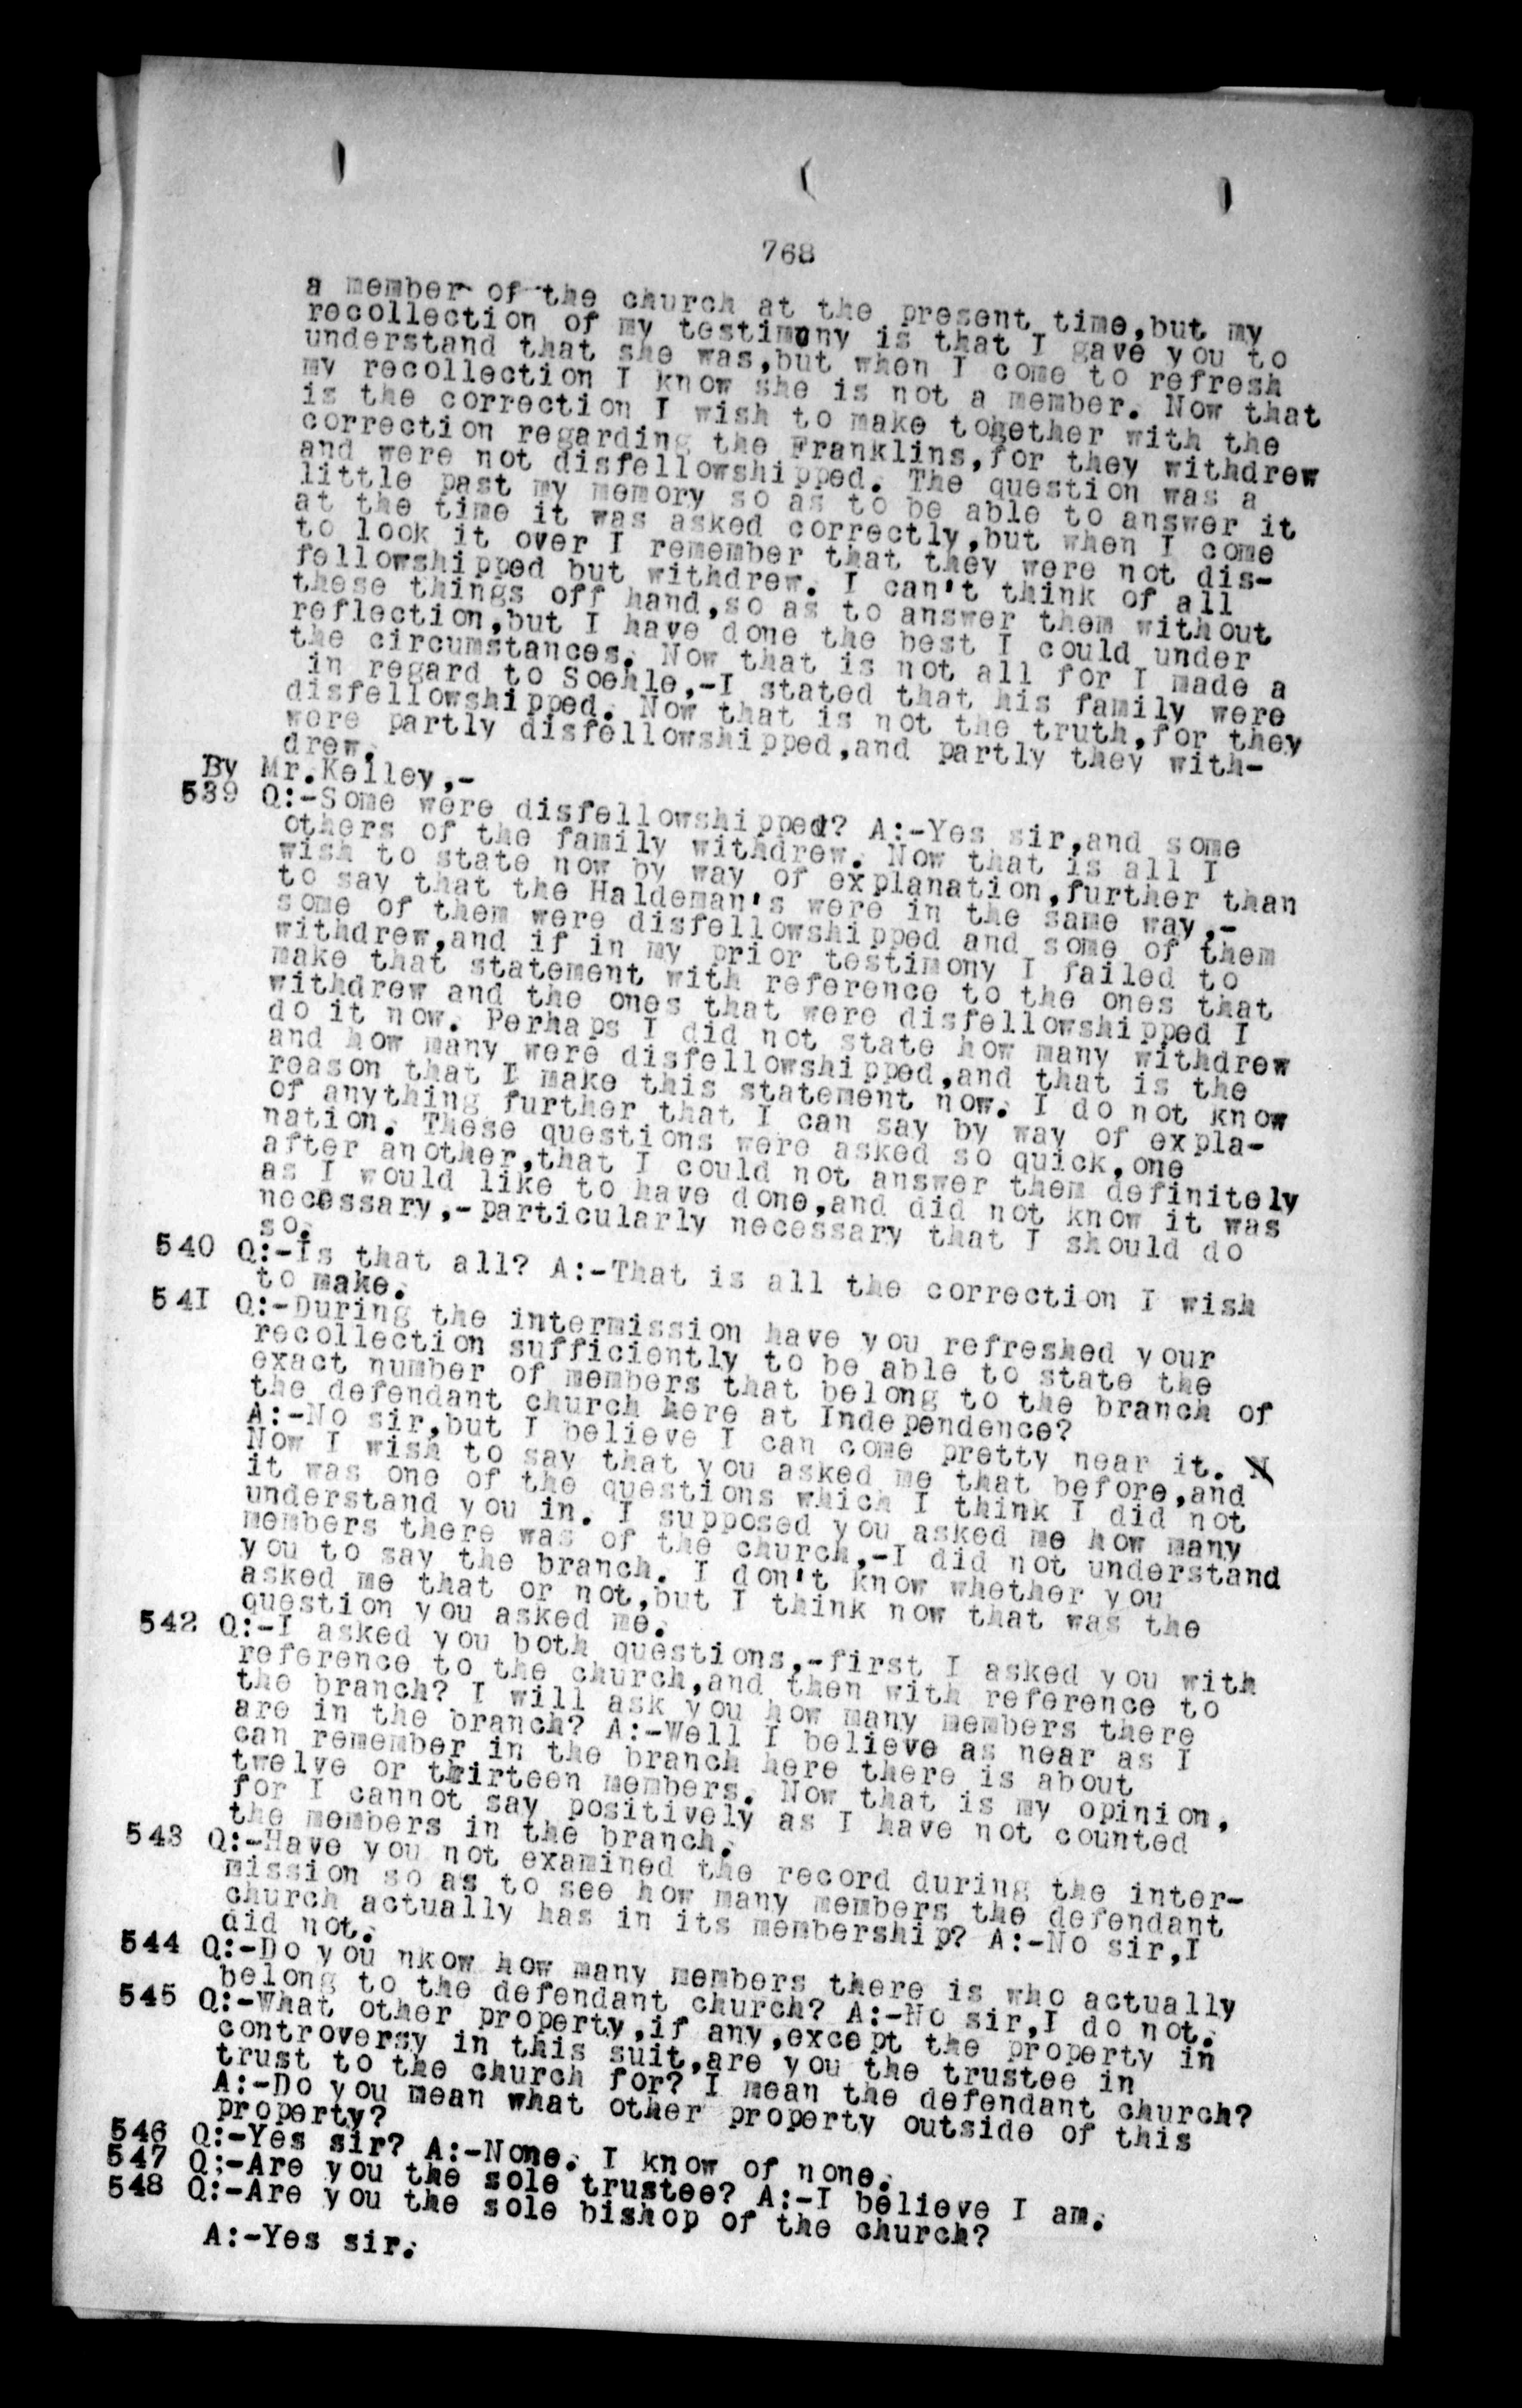 768
a member of the church at the present time,but my
recollection of my testimony is that I gave you to
understand that she was,but when I come to refresh
my recollection I know she is not a member. Now that
is the correction I wish to make together with the
correction regarding the Franklins,for they withdrew
and were not disfellowshipped. The question was a
little past my memory so as to be able to answer it
at the time it was asked correctly,but when I come
to look it over I remember that they were not dis-
fellowshipped but withdrew. I can't think of all
these things off hand,so as to answer them without
reflection,but I have done the best I could under
the circumstances. Now that is not all for I made a
in regard to Soehle,-I stated that his family were
disfellowshipped. Now that is not the truth,for they
were partly disfellowshipped,and partly they with-
drew.
By Mr.Kelley,-
539 Q:-Some were disfellowshipped? A:-Yes sir,and some
others of the family withdrew. Now that is all I
wish to state now by way of explanation,further than
to say that the Haldeman's were in the same way,-
some of them were disfellowshipped and some of them
withdrew,and if in my prior testimony I failed to
make that statement with reference to the ones that
withdrew and the ones that were disfellowshipped I
do it now. Perhaps I did not state how many withdrew
and how many were disfellowshipped,and that is the
reason that I make this statement now. I do not know
of anything further that I can say by way of expla-
nation. These questions were asked so quick,one
after another,that I could not answer them definitely
as I would like to have done,and did not know it was
necessary,-particularly necessary that I should do
so.
540 Q:-Is that all? A:-That is all the correction I wish
to make.
541 Q:-During the intermission have you refreshed your
recollection sufficiently to be able to state the
exact number of members that belong to the branch of
the defendant church here at Independence?
A:-No sir,but I believe I can come pretty near it. N
Now I wish to say that you asked me that before,and
it was one of the questions which I think I did not
understand you in. I supposed you asked me how many
members there was of the church,-I did not understand
you to say the branch. I don't know whether you
asked me that or not,but I think now that was the
question you asked me.
542 Q:-I asked you both questions,-first I asked you with
reference to the church,and then with reference to
the branch? I will ask you how many members there
are in the branch? A:-Well I believe as near as I
can remember in the branch here there is about
twelve or thirteen members. Now that is my opinion,
for I cannot say positively as I have not counted
the members in the branch.
543 Q:-Have you not examined the record during the inter-
mission so as to see how many members the defendant
church actually has in its membership? A:-No sir,I
did not.
544 Q:-Do you nkow how many members there is who actually
belong to the defendant church? A:-No sir,I do not.
545 Q:-What other property,if any,except the property in
controversy in this suit,are you the trustee in
trust to the church for? I mean the defendant church?
A:-Do you mean what other property outside of this
property?
546 Q:-Yes sir? A:-None. I know of none.
547 Q:-Are you the sole trustee? A:-I believe I am.
548 Q:-Are you the sole bishop of the church?
A:-Yes sir.